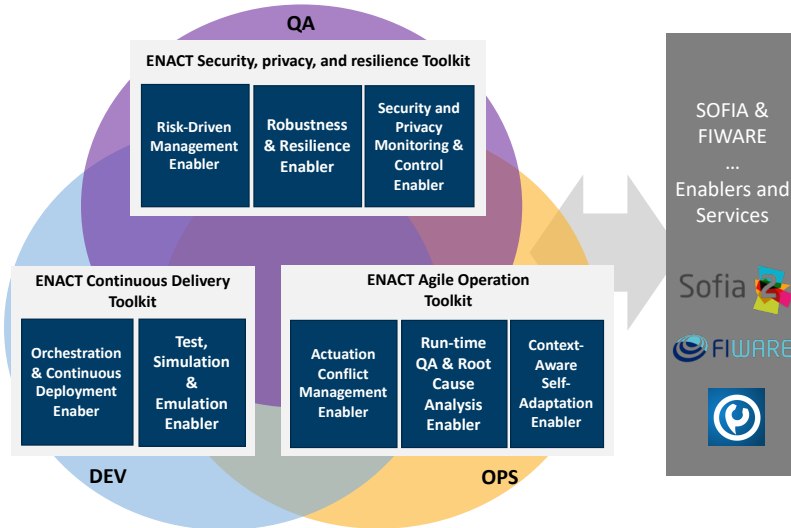 QA
ENACT Security, privacy, and resilience Toolkit
Risk-Driven
Management
Enabler
Robustness
& Resilience
Enabler
Security and
Privacy
Monitoring &
Control
Enabler
ENACT Continuous Delivery
Toolkit
Orchestration
& Continuous
Deployment
Enaber
Test,
Simulation
&
Emulation
Enabler
ENACT Agile Operation
Toolkit
Actuation
Conflict
Management
Enabler
Run-time
QA & Root
Cause
Analysis
Enabler
Context-
Aware
Self-
Adaptation
Enabler
DEV
OPS
SOFIA &
FIWARE
...
Enablers and
Services
Sofia 2
FIWARE